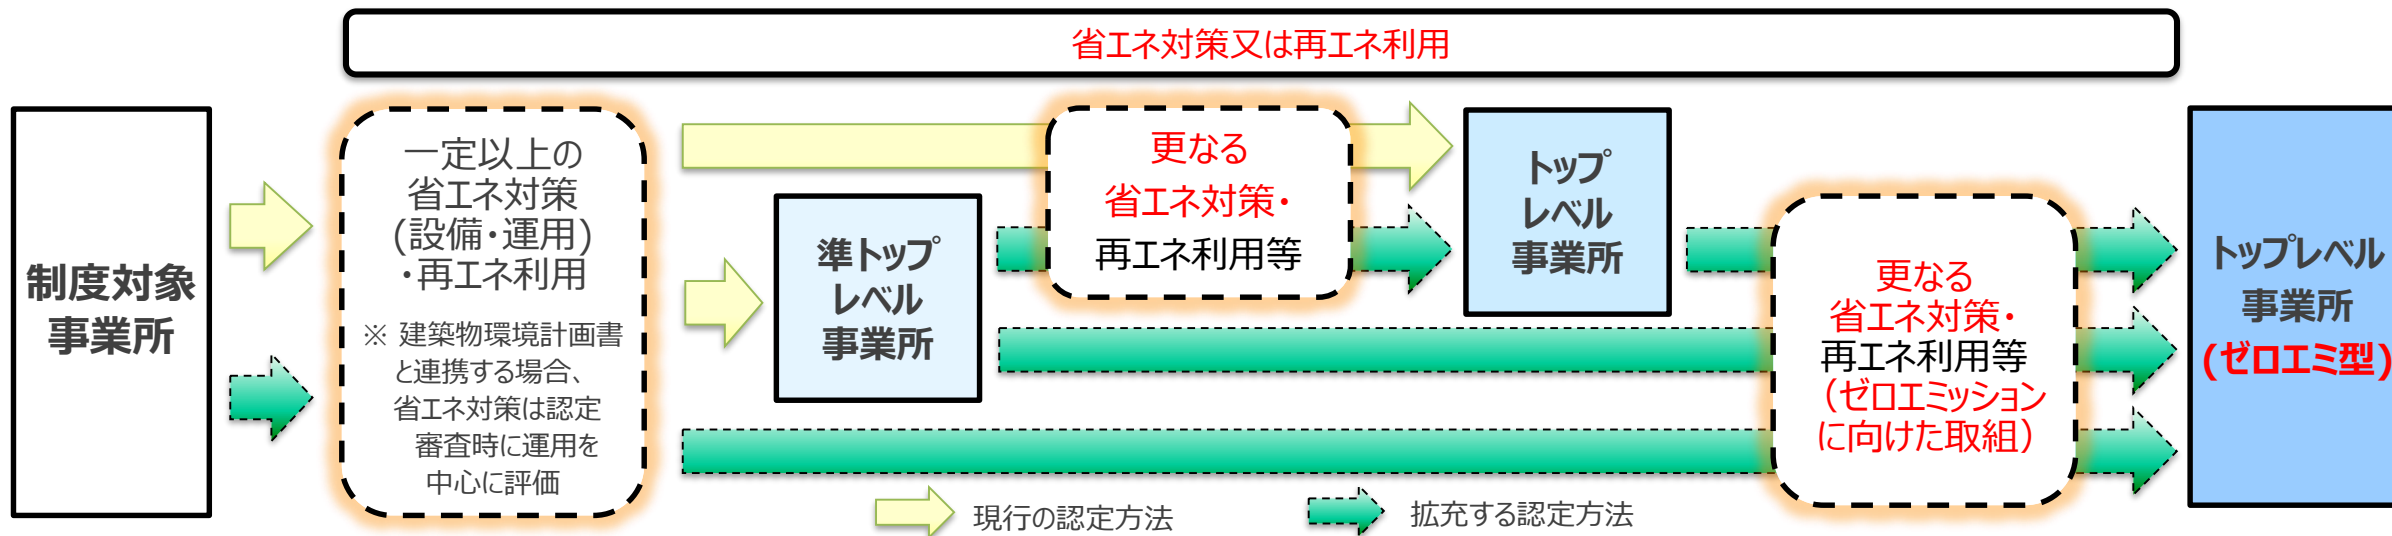 省エネ対策又は再エネ利用
制度対象
事業所
一定以上の
省エネ対策
(設備・運用)
・再エネ利用
※ 建築物環境計画書
と連携する場合、
省エネ対策は認定
審査時に運用を
中心に評価
準トップ
レベル
事業所
更なる
省エネ対策・
再エネ利用等
トップ
レベル
事業所
更なる
省エネ対策・
再エネ利用等
（ゼロエミッション
に向けた取組）
トップレベル
事業所
(ゼロエミ型)
現行の認定方法
拡充する認定方法